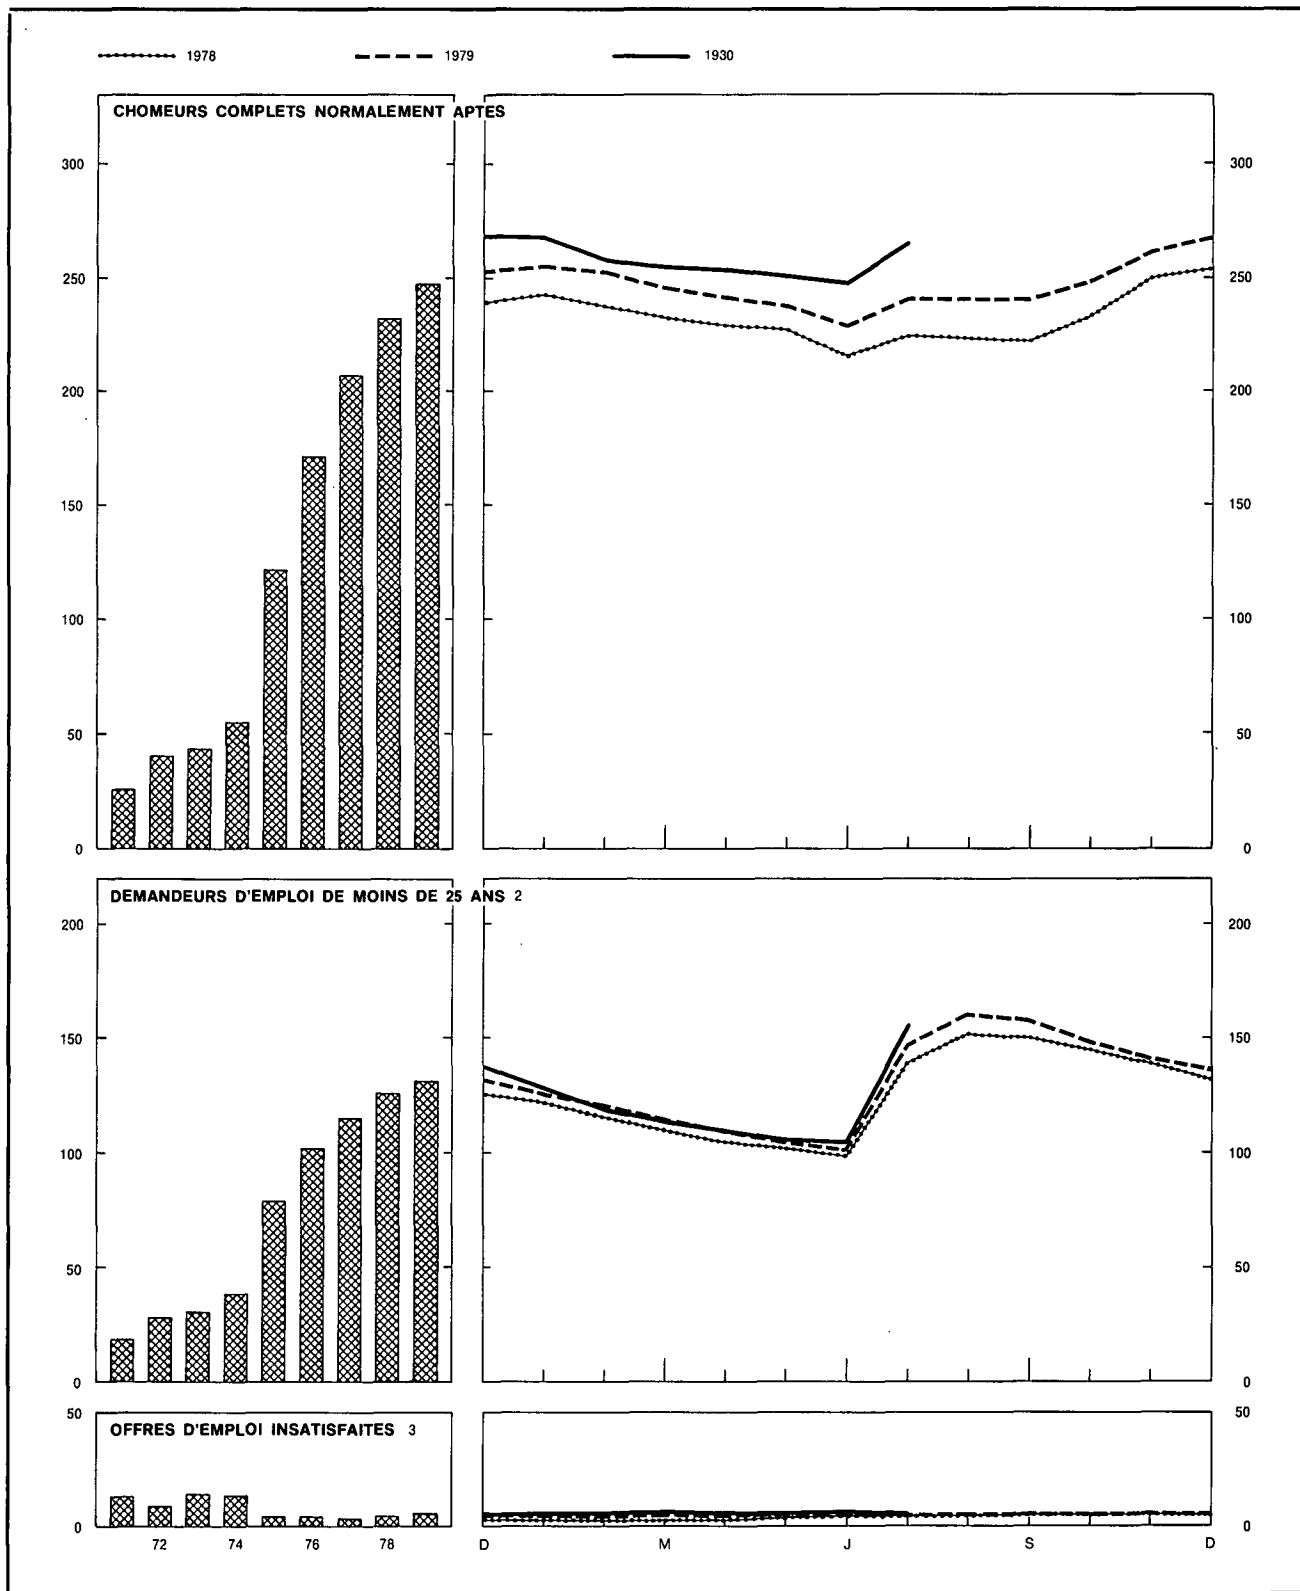 1978 1979 1930
CHOMEURS COMPLETS NORMALEMENT APTES
300 300
250 250
200 200
150 150
100 100
50 50
0 0
DEMANDEURS D'EMPLOI DE MOINS DE 25 ANS 2
200 200
150 150
100 100
50 50
0 0
50 50
OFFRES D'EMPLOI INSATISFAITES 3
0 0
72 74 76 78 D M J S D